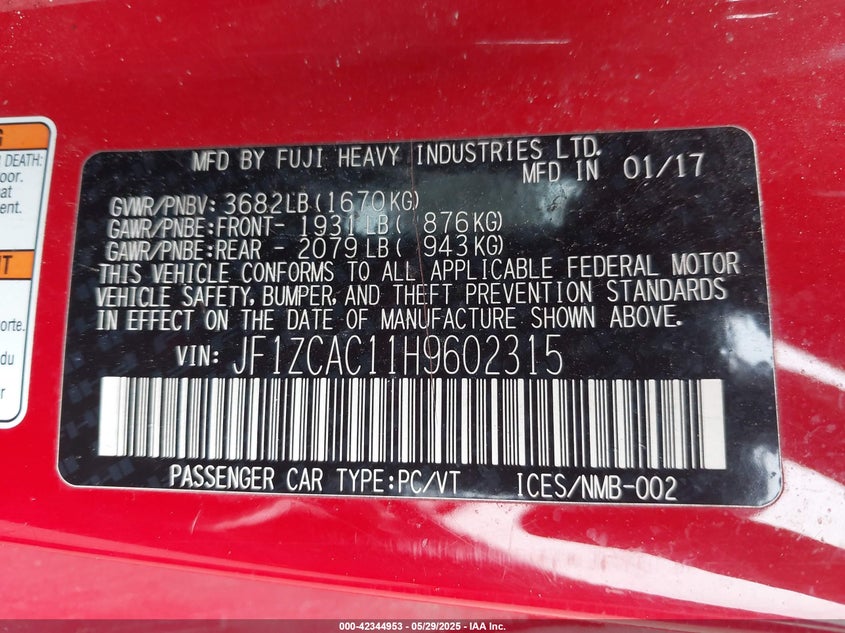 MFD BY FUJI HEAVY INDUSTRIES LTD.
MFD IN 01/17
GVWR/PNBV: 3682LB(1670KG)
GAWR/PNBE:FRONT- 1931LB( 876KG)
GAWR/PNBE:REAR - 2079LB( 943KG)
THIS VEHICLE CONFORMS TO ALL APPLICABLE FEDERAL MOTOR
VEHICLE SAFETY, BUMPER, AND THEFT PREVENTION STANDARDS
IN EFFECT ON THE DATE OF MANUFACTURE SHOWN ABOVE.
VIN: JF1ZCAC11H9602315
PASSENGER CAR TYPE:PC/VT ICES/NMB-002
DEATH:
000-42344953 - 05/29/2025 - IAA Inc.